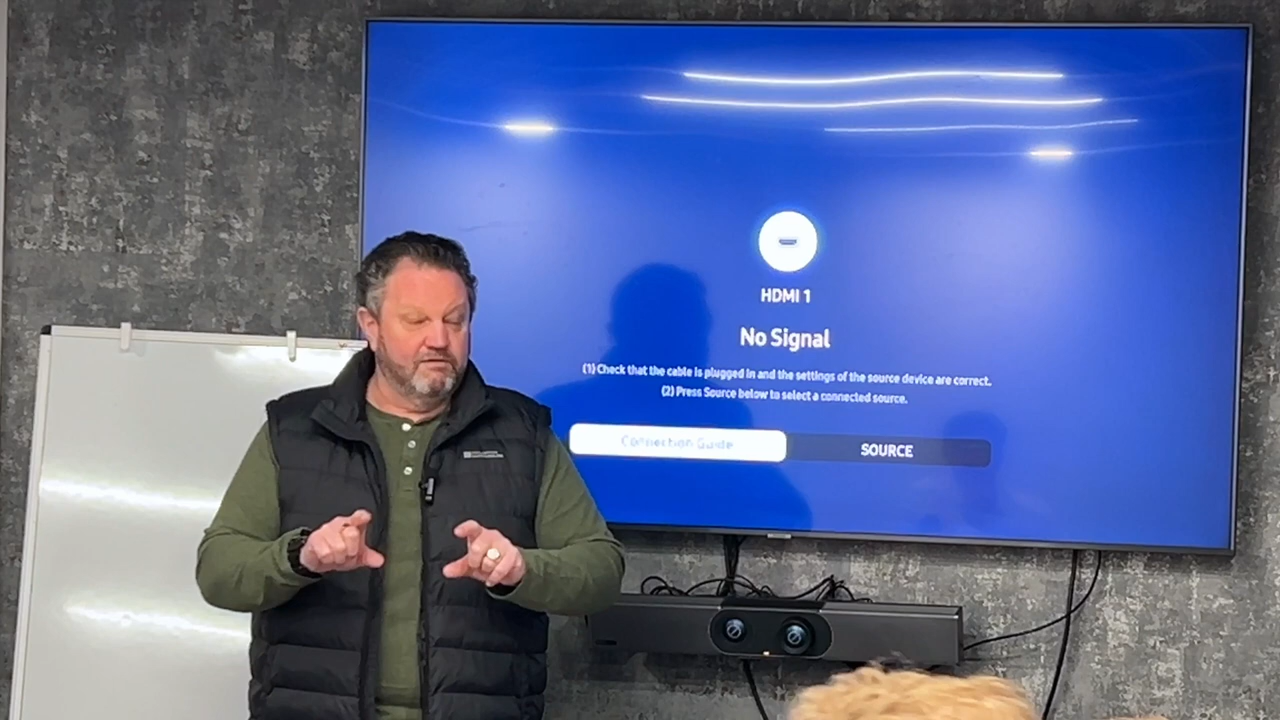 HDMI 1
No Signal
(1) Check that the cable is plugged in and the settings of the source device are correct.
(2) Press Source below to select a connected source.
Connection Guide
SOURCE